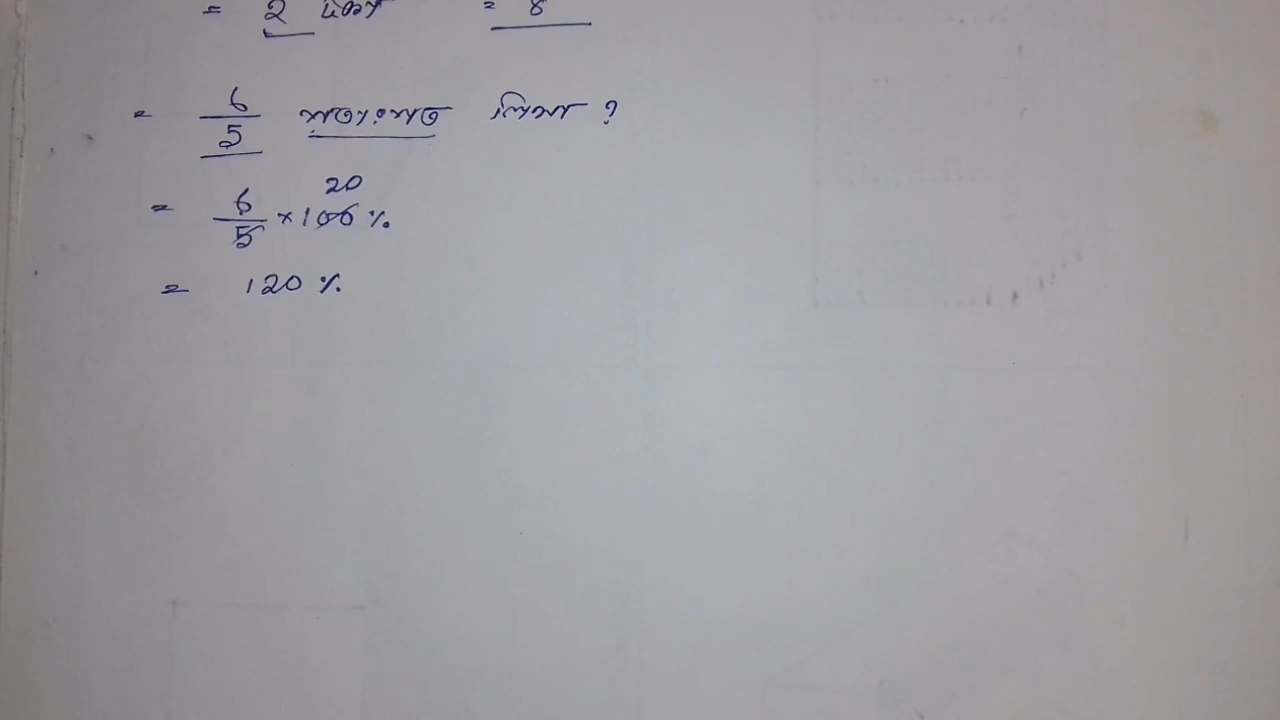 = 2 = 8
= 6/5 শতাংশত লিখা ?
20
= 6/5 × 100 %
= 120 %